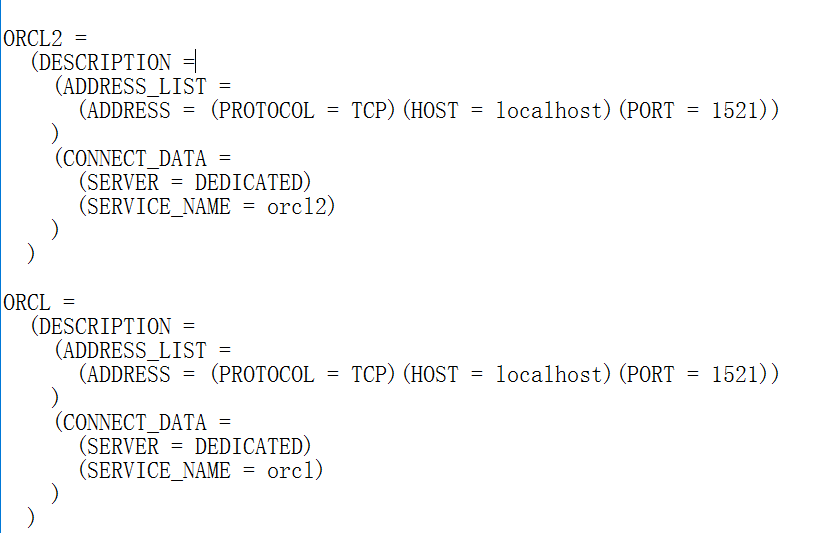 ORCL2 =
  (DESCRIPTION =
    (ADDRESS_LIST =
      (ADDRESS = (PROTOCOL = TCP)(HOST = localhost)(PORT = 1521))
    )
    (CONNECT_DATA =
      (SERVER = DEDICATED)
      (SERVICE_NAME = orcl2)
    )
  )

ORCL =
  (DESCRIPTION =
    (ADDRESS_LIST =
      (ADDRESS = (PROTOCOL = TCP)(HOST = localhost)(PORT = 1521))
    )
    (CONNECT_DATA =
      (SERVER = DEDICATED)
      (SERVICE_NAME = orcl)
    )
  )